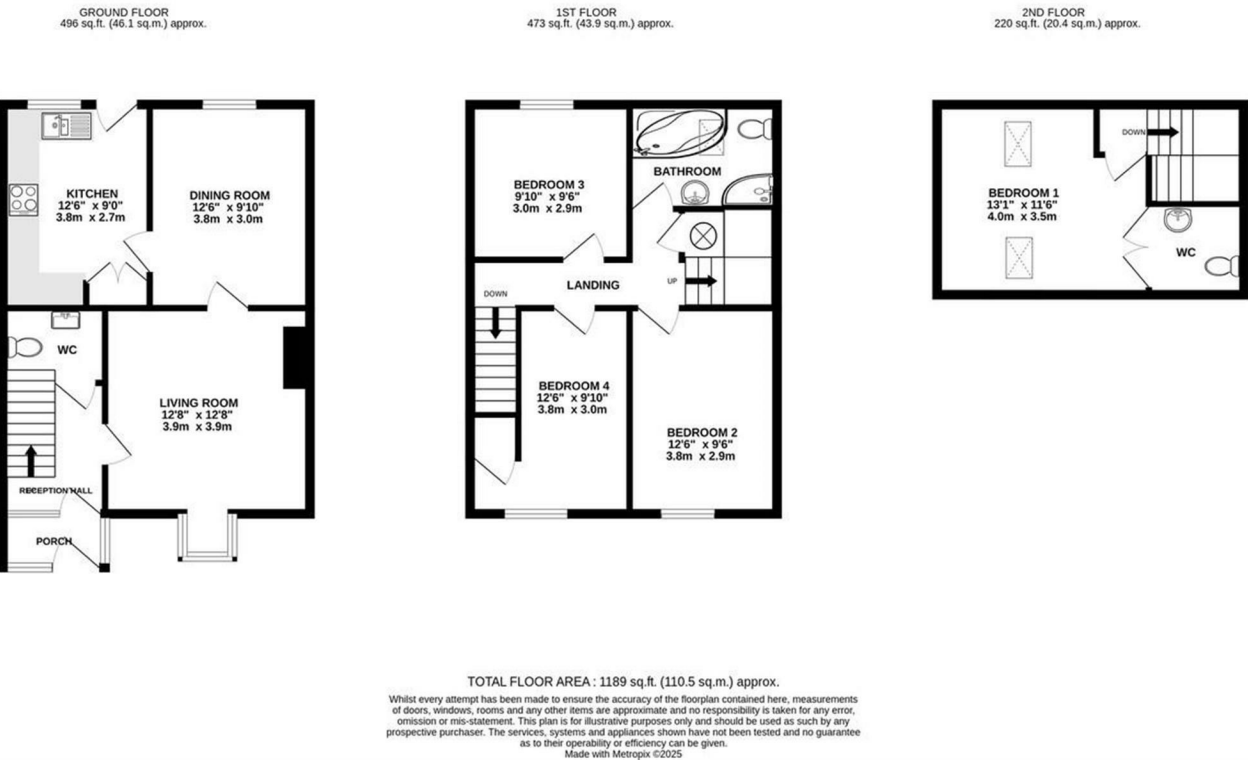 GROUND FLOOR
496 sq.ft. (46.1 sq.m.) approx.
1ST FLOOR
473 sq.ft. (43.9 sq.m.) approx.
2ND FLOOR
220 sq.ft. (20.4 sq.m.) approx.
KITCHEN
12'6" x 9'0"
3.8m x 2.7m
DINING ROOM
12'6" x 9'10"
3.8m x 3.0m
WC
LIVING ROOM
12'8" x 12'8"
3.9m x 3.9m
RECEPTION HALL
PORCH
BEDROOM 3
9'10" x 9'6"
3.0m x 2.9m
BATHROOM
LANDING
UP
DOWN
BEDROOM 4
12'6" x 9'10"
3.8m x 3.0m
BEDROOM 2
12'6" x 9'6"
3.8m x 2.9m
DOWN
BEDROOM 1
13'1" x 11'6"
4.0m x 3.5m
WC
TOTAL FLOOR AREA : 1189 sq.ft. (110.5 sq.m.) approx.
Whilst every attempt has been made to ensure the accuracy of the floorplan contained here, measurements
of doors, windows, rooms and any other items are approximate and no responsibility is taken for any error,
omission or mis-statement. This plan is for illustrative purposes only and should be used as such by any
prospective purchaser. The services, systems and appliances shown have not been tested and no guarantee
as to their operability or efficiency can be given.
Made with Metropix ©2025